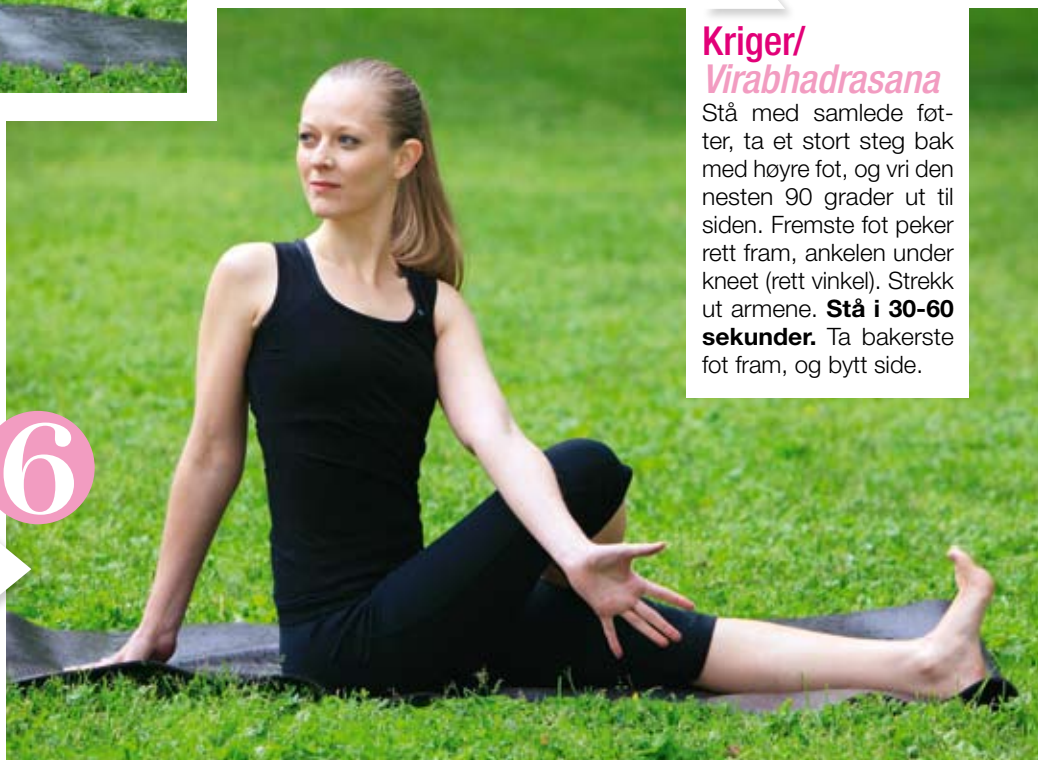 Kriger/
Virabhadrasana
Stå med samlede føt-
ter, ta et stort steg bak
med høyre fot, og vri den
nesten 90 grader ut til
siden. Fremste fot peker
rett fram, ankelen under
kneet (rett vinkel). Strekk
ut armene. Stå i 30-60
sekunder. Ta bakerste
fot fram, og bytt side.
6